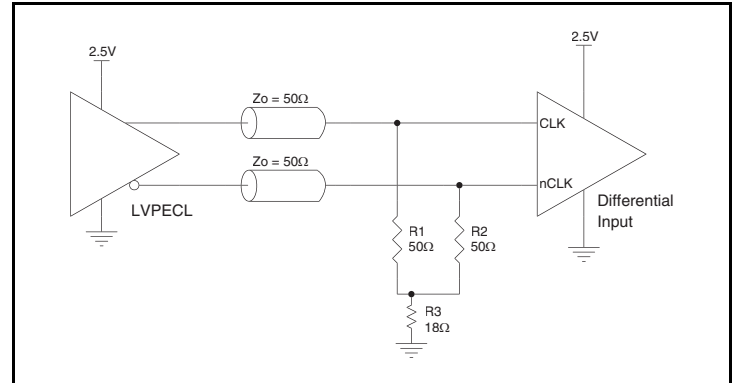 2.5V
2.5V
Zo = 50Ω
CLK
Zo = 50Ω
nCLK
LVPECL
Differential
Input
R1
50Ω
R2
50Ω
R3
18Ω